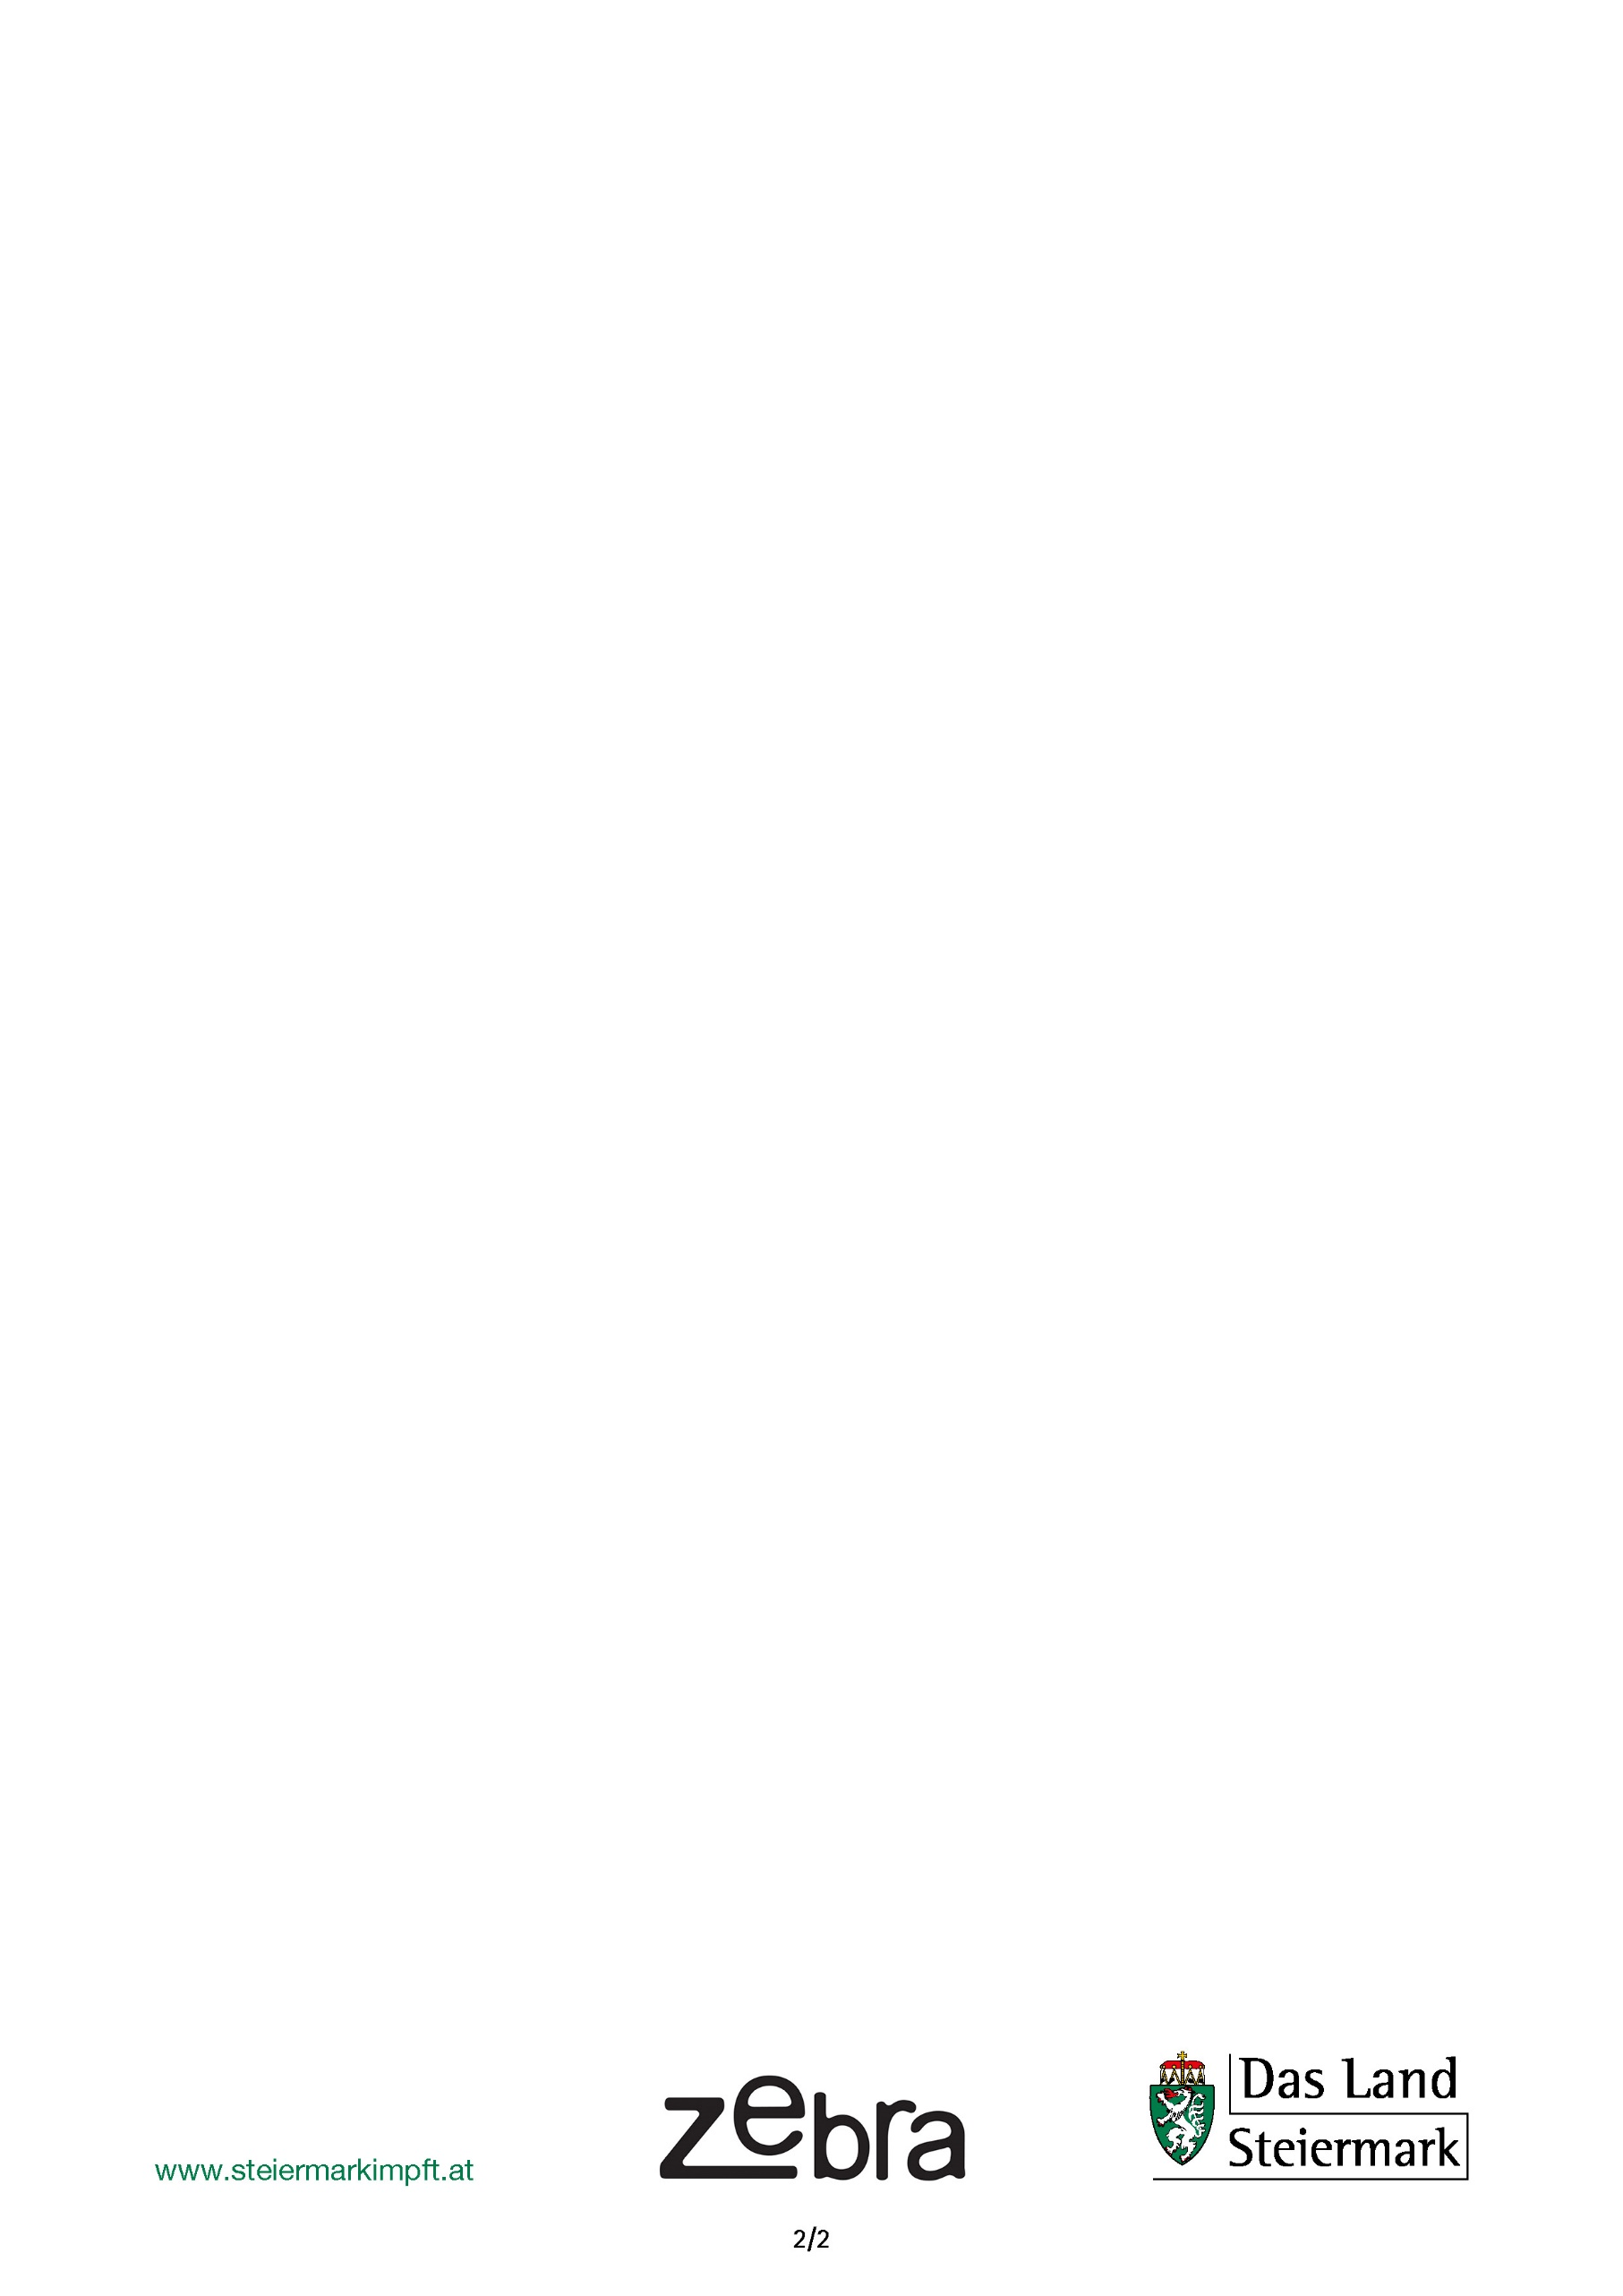 www.steiermarkimpft.at
zebra
Das Land
Steiermark
2/2